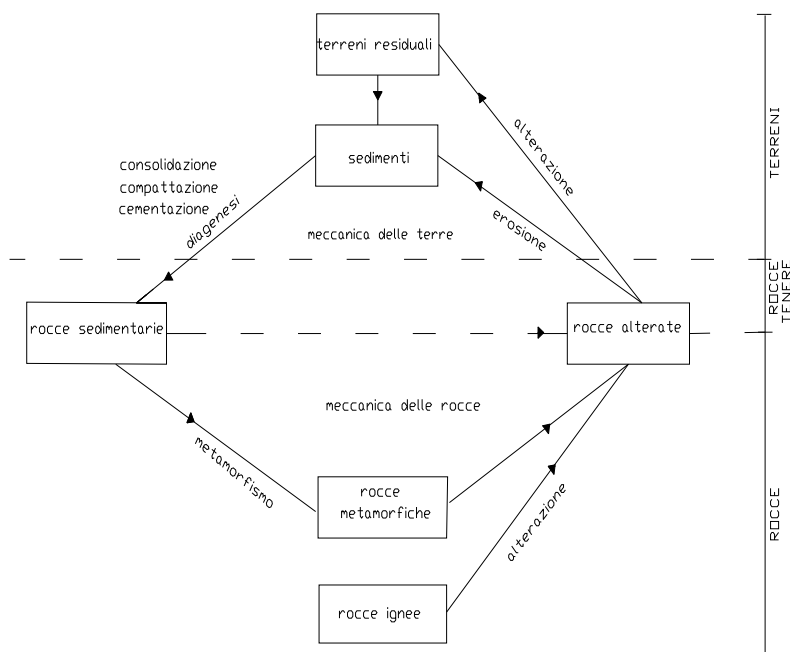 terreni residuali
alterazione
TERRENI
sedimenti
consolidazione
compattazione
cementazione
diagenesi
erosione
meccanica delle terre
ROCCE
TENERE
rocce sedimentarie
rocce alterate
meccanica delle rocce
metamorfismo
rocce
metamorfiche
alterazione
ROCCE
rocce ignee